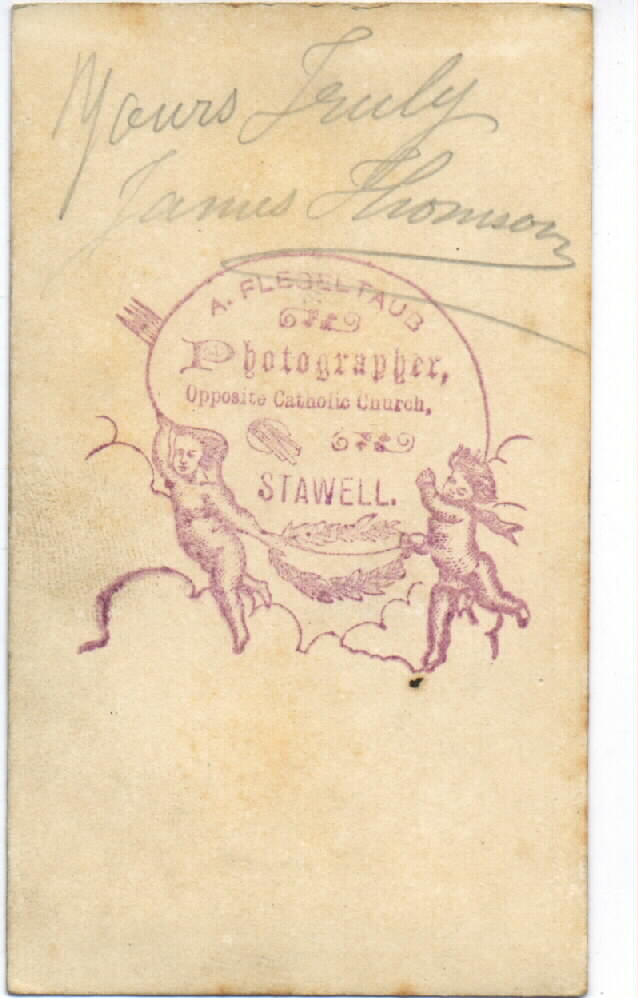 Yours Truly
James Thomson
A. FLEGELTAUB
Photographer,
Opposite Catholic Church,
STAWELL.